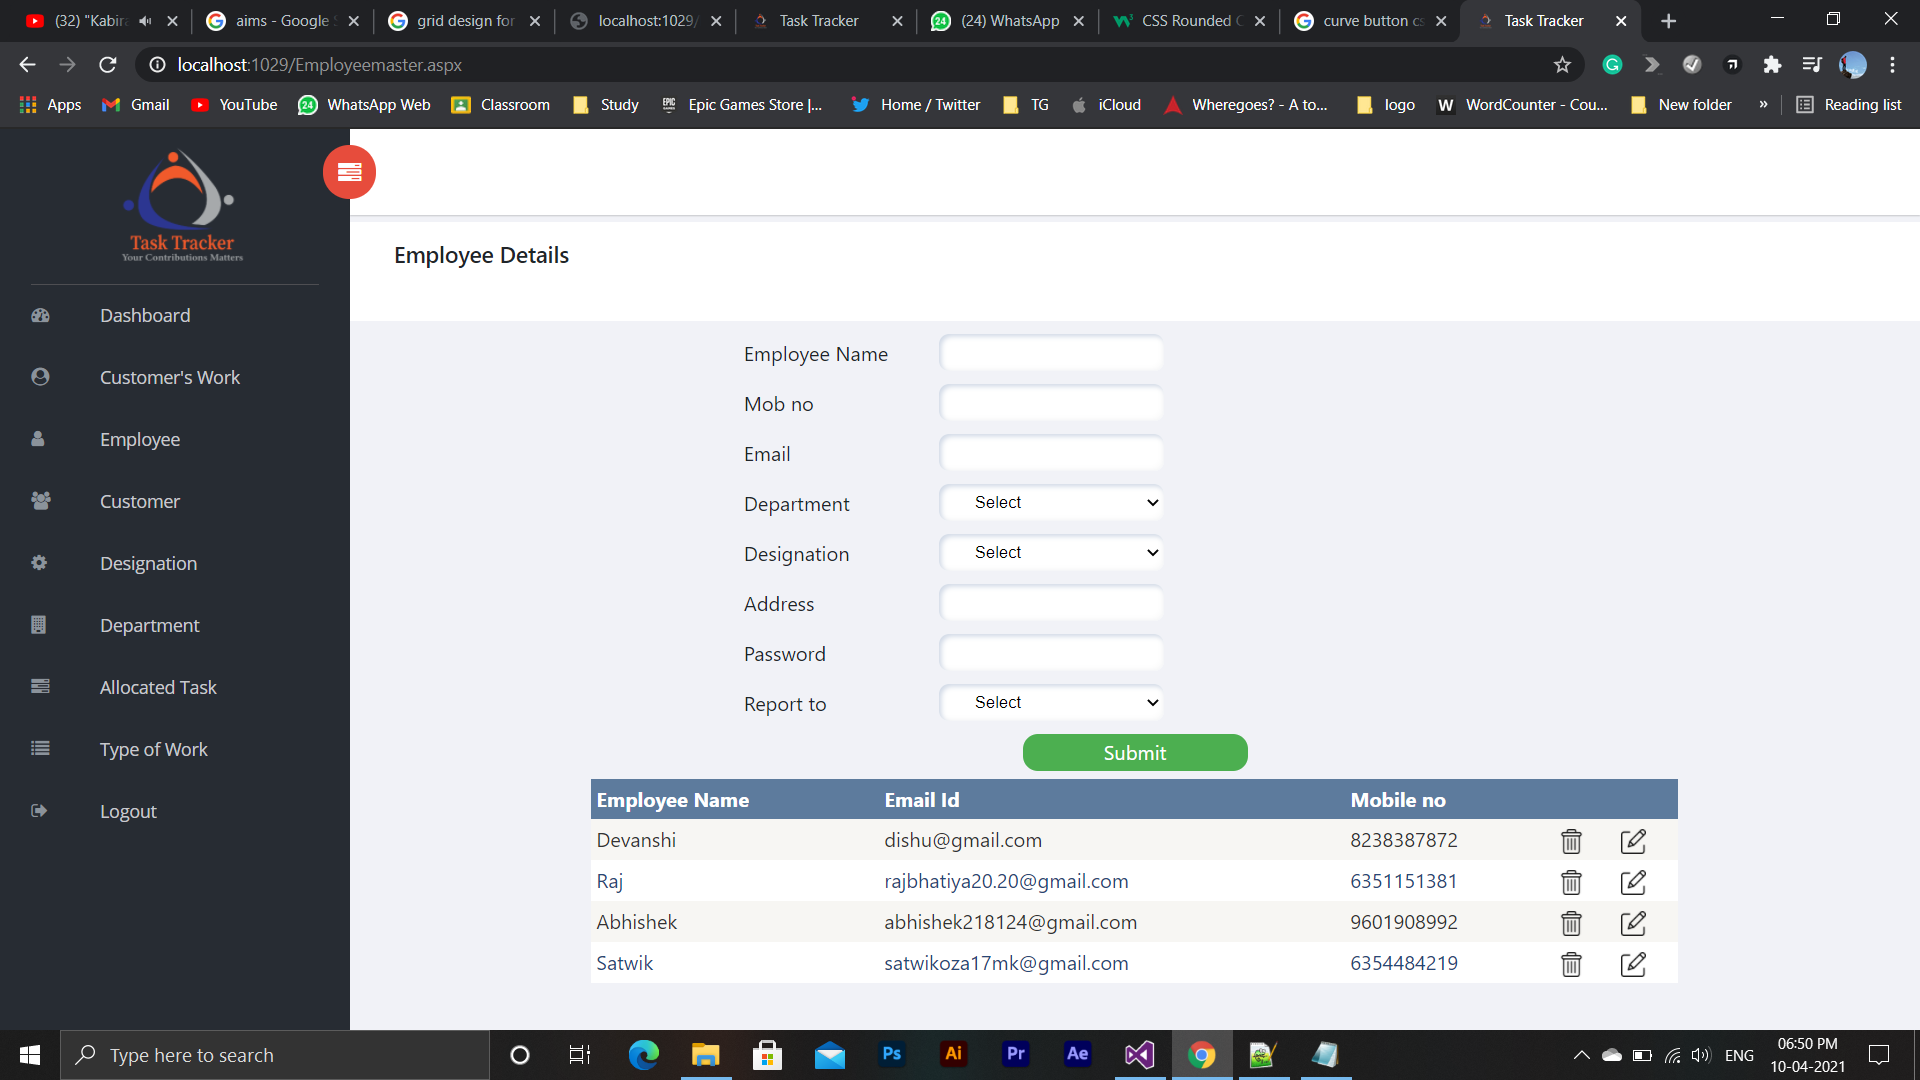 (32) "Kabira
aims - Google S
grid design for
localhost:1029/
Task Tracker
(24) WhatsApp
CSS Rounded C
curve button cs
Task Tracker
localhost:1029/Employeemaster.aspx
Apps
Gmail
YouTube
24
WhatsApp Web
Classroom
Study
EPIC
Epic Games Store |...
Home / Twitter
TG
iCloud
Wheregoes? - A to...
logo
W
WordCounter - Cou...
New folder
»
Reading list
Task Tracker
Your Contributions Matters
Dashboard
Customer's Work
Employee
Customer
Designation
Department
Allocated Task
Type of Work
Logout
Employee Details
Employee Name
Mob no
Email
Department Select
Designation Select
Address
Password
Report to Select
Submit
Employee Name Email Id Mobile no
Devanshi dishu@gmail.com 8238387872
Raj rajbhatiya20.20@gmail.com 6351151381
Abhishek abhishek218124@gmail.com 9601908992
Satwik satwikoza17mk@gmail.com 6354484219
Type here to search
Ps
Ai
Pr
Ae
ENG
06:50 PM
10-04-2021